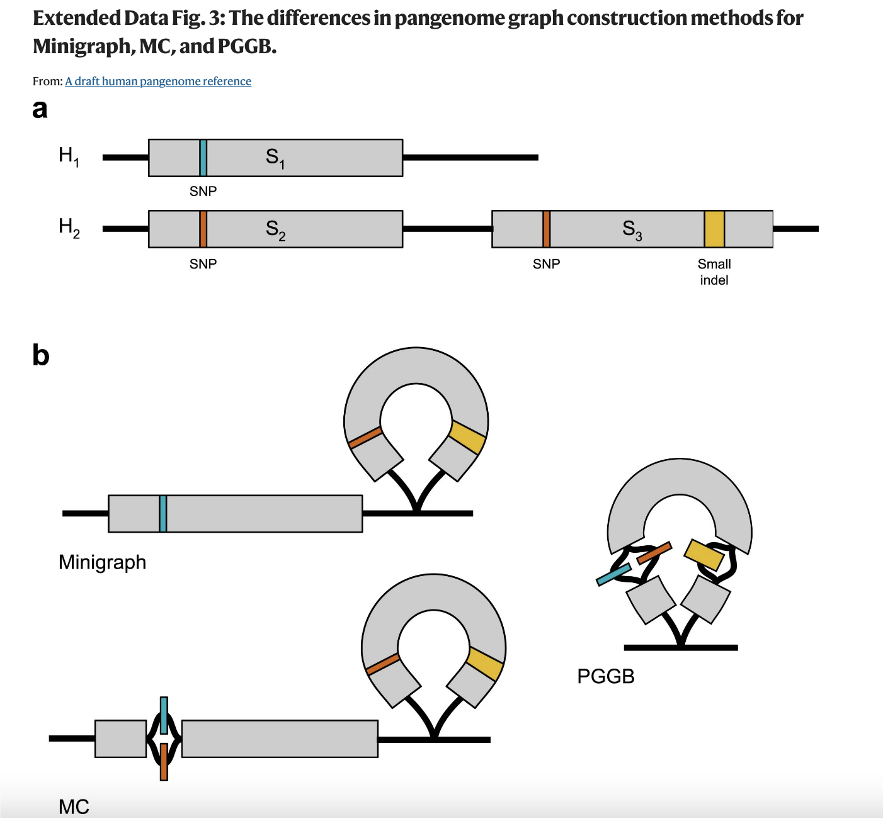 Extended Data Fig. 3: The differences in pangenome graph construction methods for
Minigraph, MC, and PGGB.
From: A draft human pangenome reference
a
H₁
S₁
SNP
H₂
S₂
S₃
SNP
SNP
Small
indel
b
Minigraph
PGGB
MC